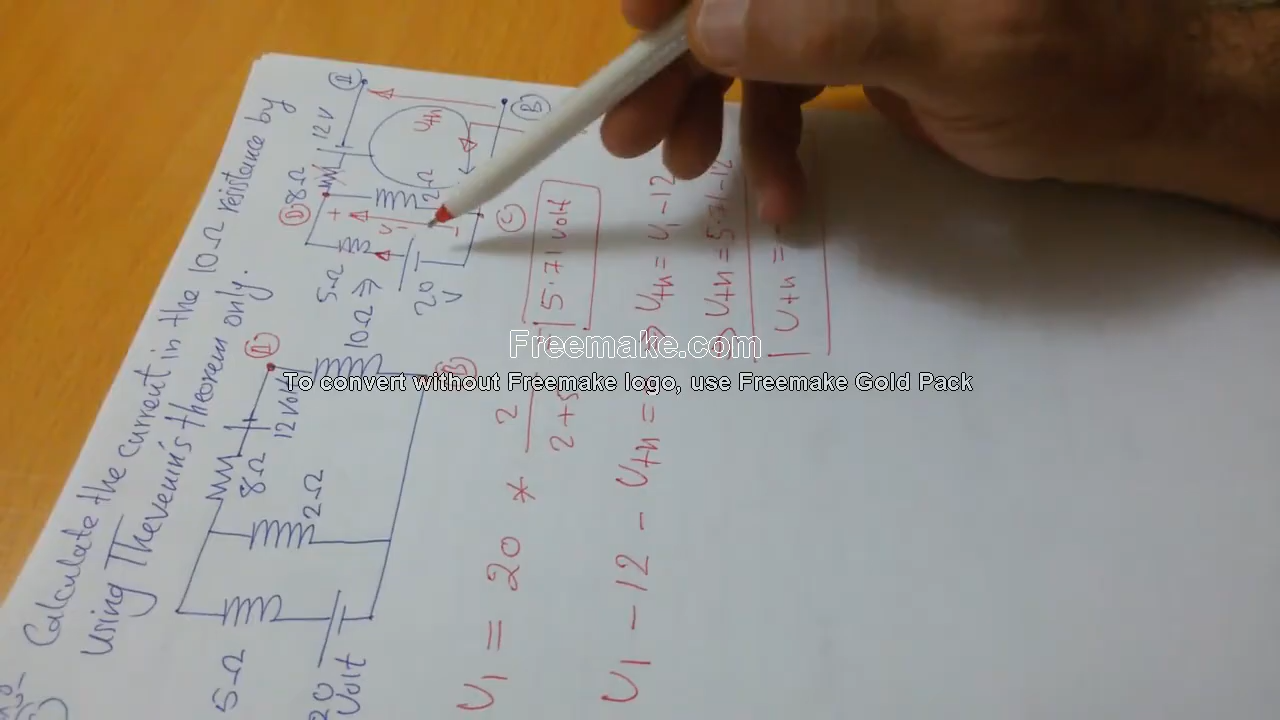 Calculate the current in the 10Ω resistance by
using Thevenin's theorem only.
5Ω
20
Volt
2Ω
8Ω
12 Volt
A
10Ω ⇒
B
D
8Ω
12V
A
5Ω
20
V
+
V1
-
2Ω
Vth
C
B
V1 = 20 * 2
2+5
= 5.71 volt
V1 - 12 - Vth =
⇒ Vth = V1 - 12
⇒ Vth = 5.71 - 12
Vth =
Freemake.com
To convert without Freemake logo, use Freemake Gold Pack